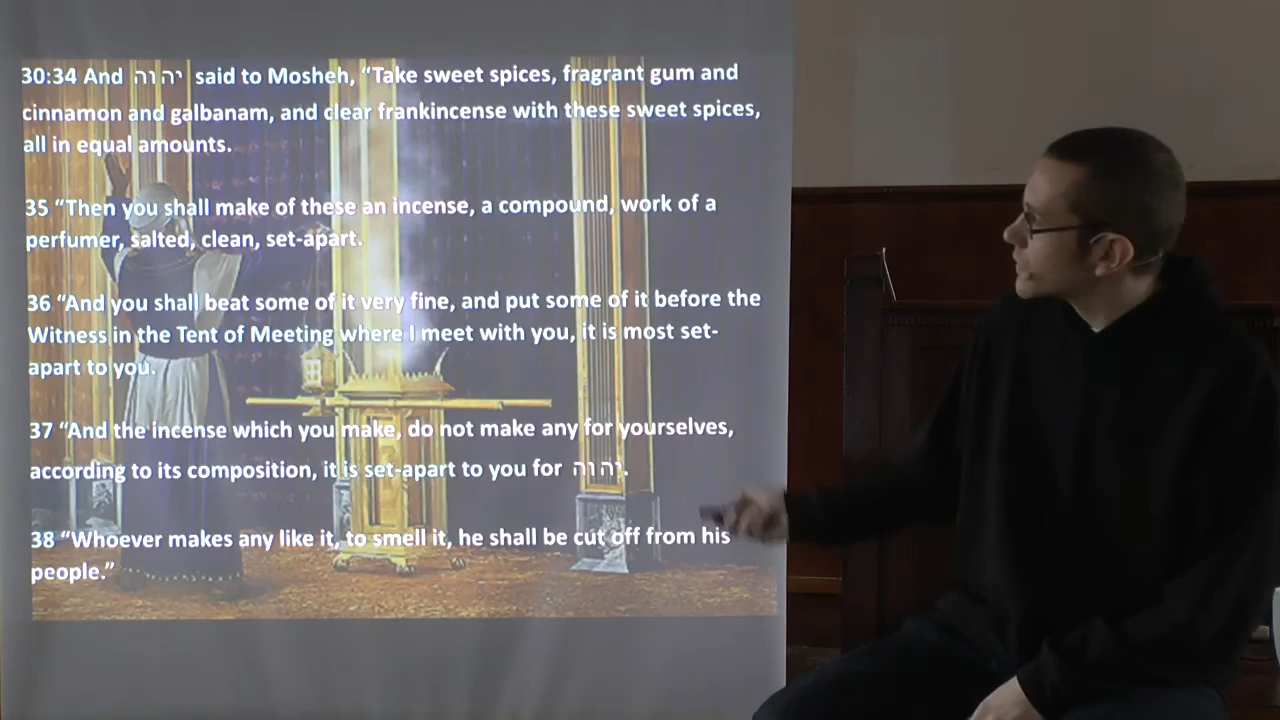 30:34 And יהוה said to Mosheh, “Take sweet spices, fragrant gum and
cinnamon and galbanam, and clear frankincense with these sweet spices,
all in equal amounts.
35 “Then you shall make of these an incense, a compound, work of a
perfumer, salted, clean, set-apart.
36 “And you shall beat some of it very fine, and put some of it before the
Witness in the Tent of Meeting where I meet with you, it is most set-
apart to you.
37 “And the incense which you make, do not make any for yourselves,
according to its composition, it is set-apart to you for יהוה.
38 “Whoever makes any like it, to smell it, he shall be cut off from his
people.”